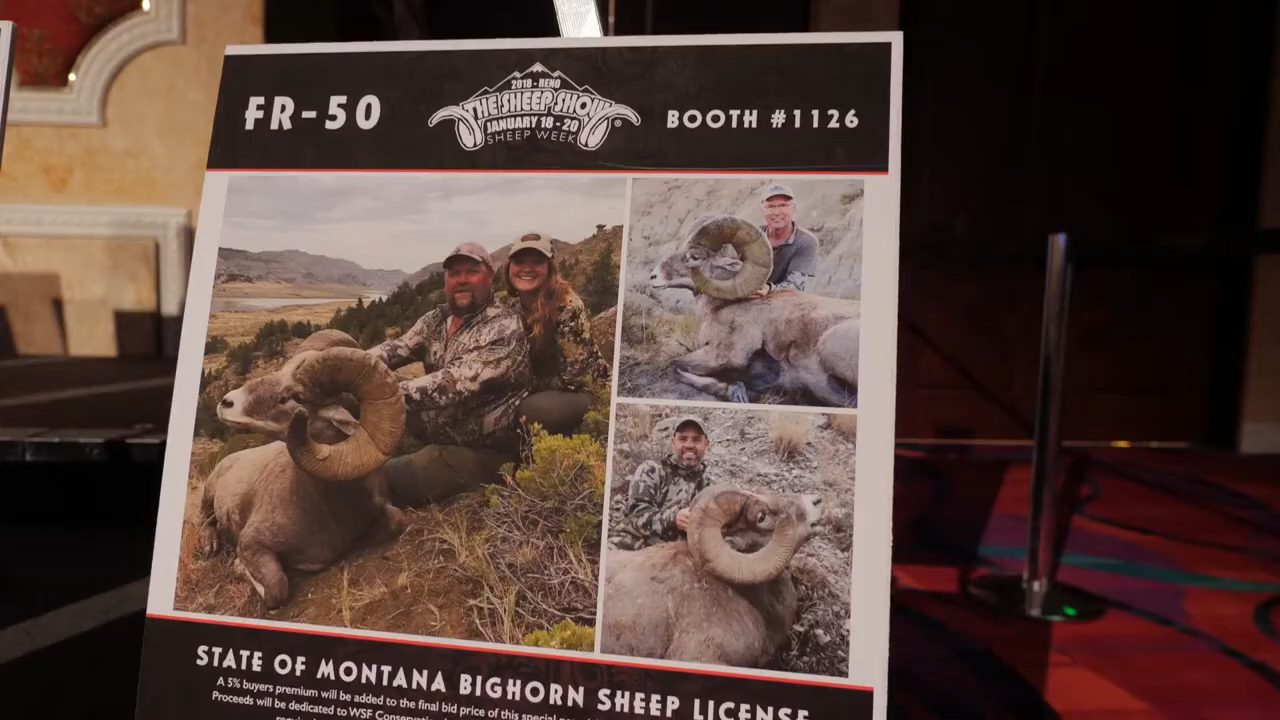 FR-50
2018 - RENO
THE SHEEP SHOW
®
JANUARY 18 - 20
SHEEP WEEK
BOOTH #1126
STATE OF MONTANA BIGHORN SHEEP LICENSE
A 5% buyers premium will be added to the final bid price of this special
Proceeds will be dedicated to WSF